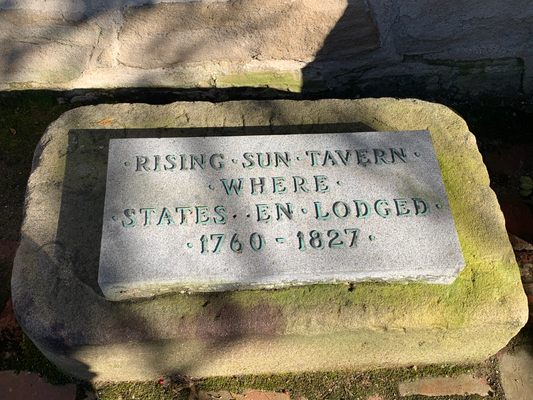 · RISING · SUN · TAVERN ·
· WHERE ·
· STATES · · EN · LODGED ·
· 1760 - 1827 ·